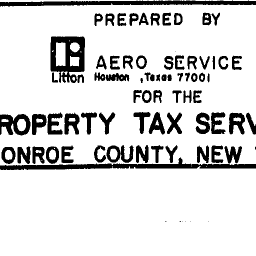 PREPARED BY
AERO SERVICE
Litton Houston, Texas 77001
FOR THE
ROPERTY TAX SERV
ONROE COUNTY, NEW